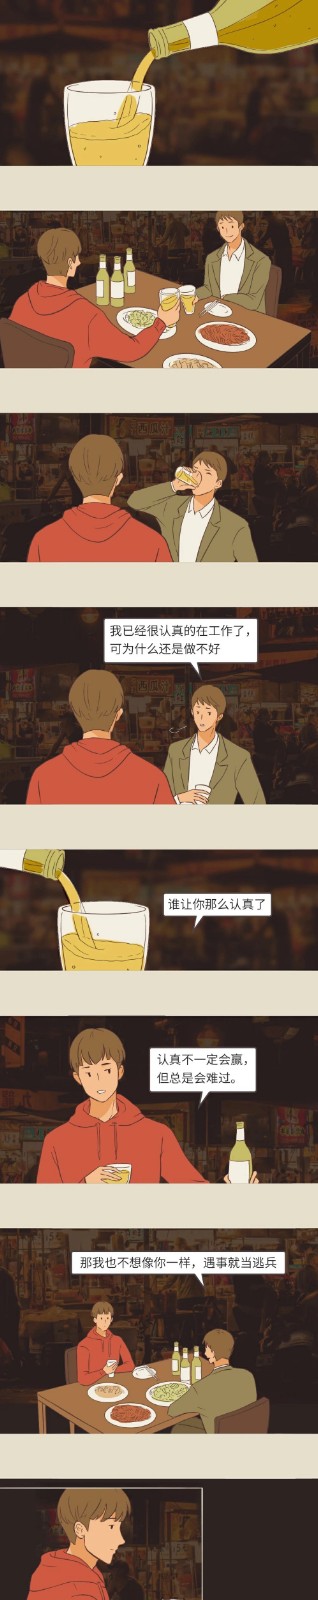 我已经很认真的在工作了，
可为什么还是做不好
谁让你那么认真了
认真不一定会赢，
但总是会难过。
那我也不想像你一样，遇事就当逃兵